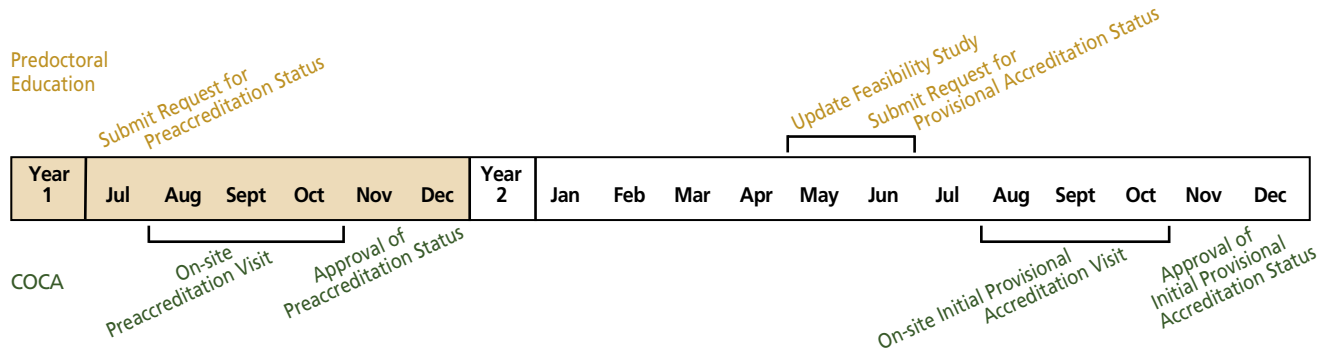 Predoctoral
Education
Submit Request for
Preaccreditation Status
Update Feasibility Study
Submit Request for
Provisional Accreditation Status
Year
1
Jul
Aug
Sept
Oct
Nov
Dec
Year
2
Jan
Feb
Mar
Apr
May
Jun
Jul
Aug
Sept
Oct
Nov
Dec
COCA
On-site
Preaccreditation Visit
Approval of
Preaccreditation Status
On-site Initial Provisional
Accreditation Visit
Approval of
Initial Provisional
Accreditation Status